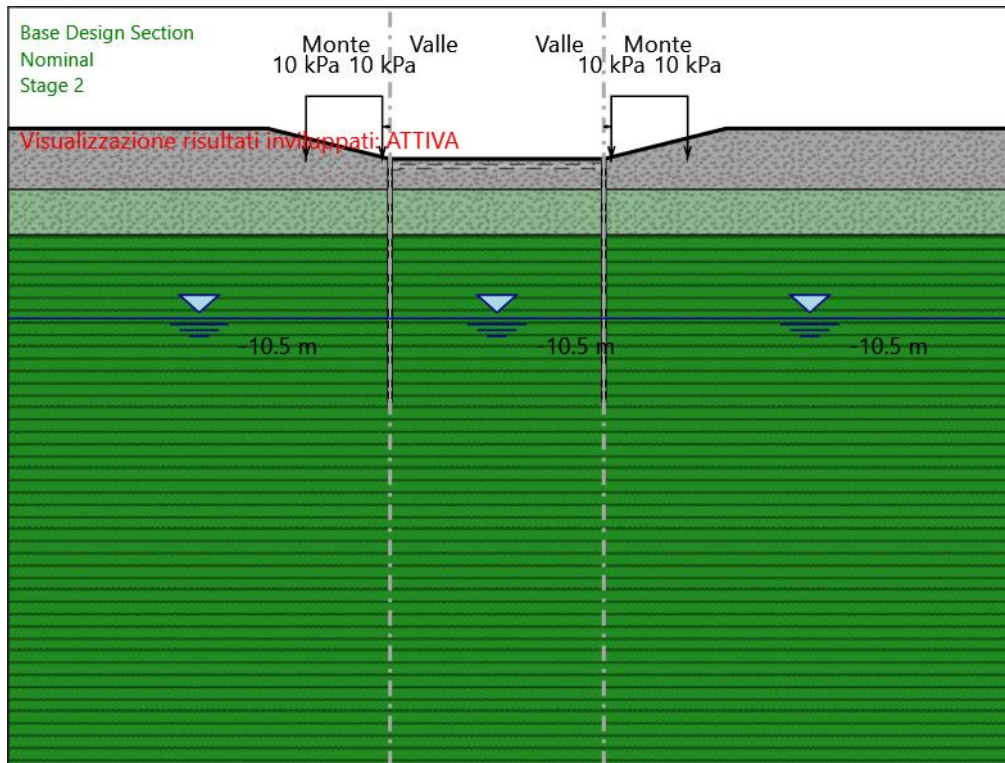 Base Design Section
Nominal
Stage 2
Monte Valle Valle Monte
10 kPa 10 kPa 10 kPa 10 kPa
Visualizzazione risultati inviluppati: ATTIVA
-10.5 m -10.5 m -10.5 m